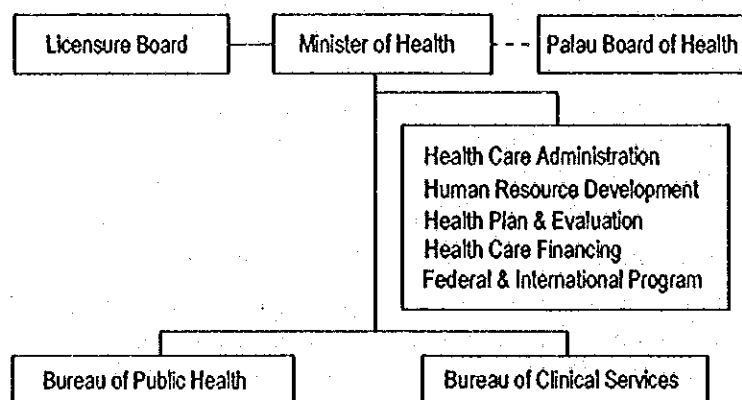 Licensure Board
Minister of Health
Palau Board of Health
Health Care Administration
Human Resource Development
Health Plan & Evaluation
Health Care Financing
Federal & International Program
Bureau of Public Health
Bureau of Clinical Services